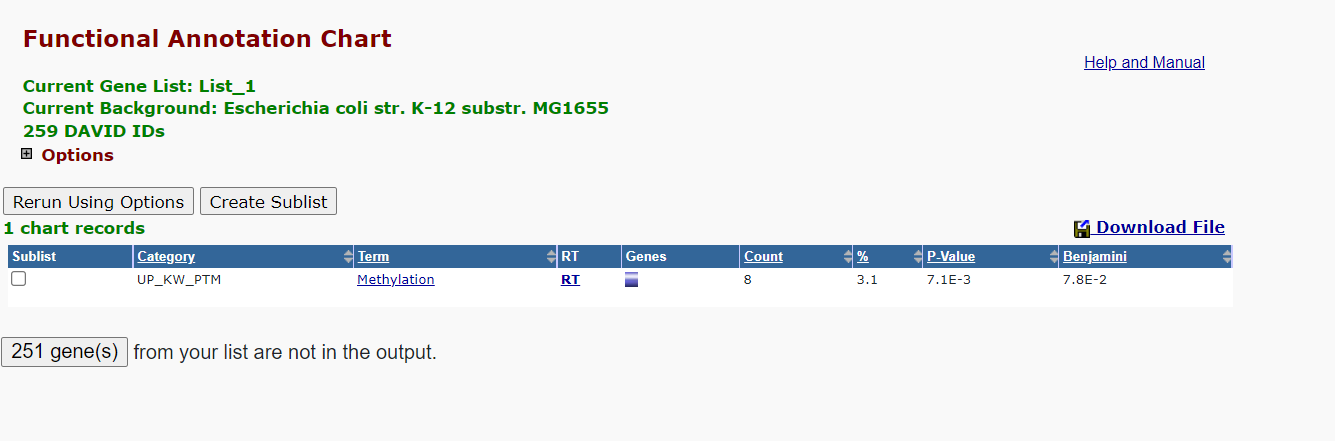 Functional Annotation Chart
Help and Manual
Current Gene List: List_1
Current Background: Escherichia coli str. K-12 substr. MG1655
259 DAVID IDs
Options
Rerun Using Options Create Sublist
1 chart records Download File
Sublist Category Term RT Genes Count % P-Value Benjamini
UP_KW_PTM Methylation RT 8 3.1 7.1E-3 7.8E-2
251 gene(s) from your list are not in the output.